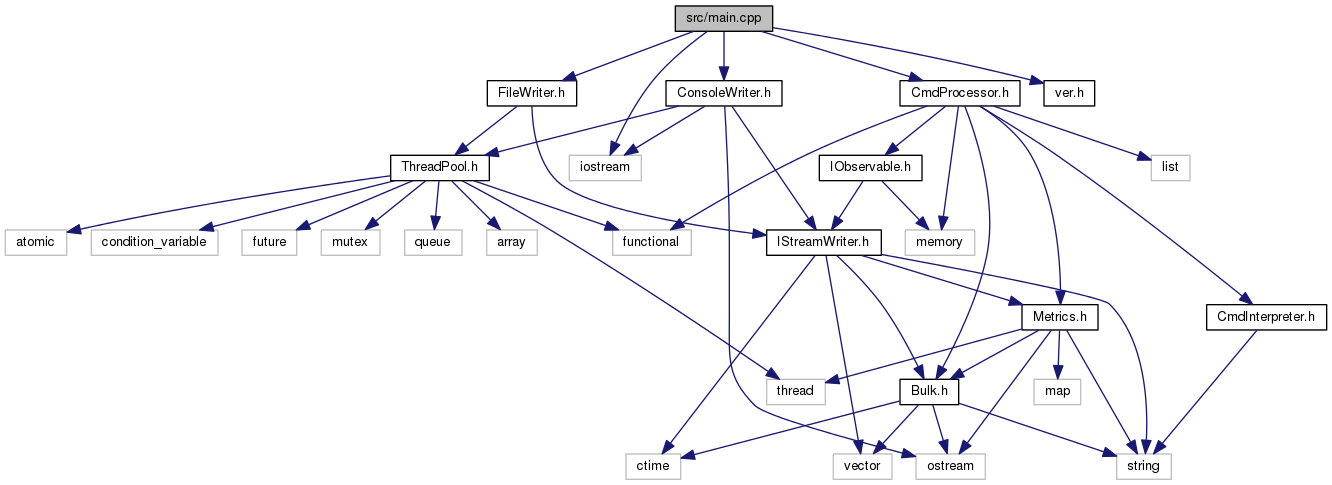 src/main.cpp
FileWriter.h
ConsoleWriter.h
CmdProcessor.h
ver.h
ThreadPool.h
iostream
IObservable.h
list
atomic
condition_variable
future
mutex
queue
array
functional
IStreamWriter.h
memory
Metrics.h
CmdInterpreter.h
thread
Bulk.h
map
ctime
vector
ostream
string